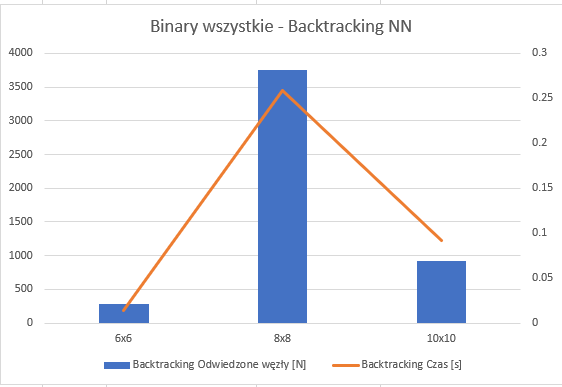 Binary wszystkie - Backtracking NN
4000
3500
3000
2500
2000
1500
1000
500
0
0.3
0.25
0.2
0.15
0.1
0.05
0
6x6
8x8
10x10
Backtracking Odwiedzone węzły [N]
Backtracking Czas [s]